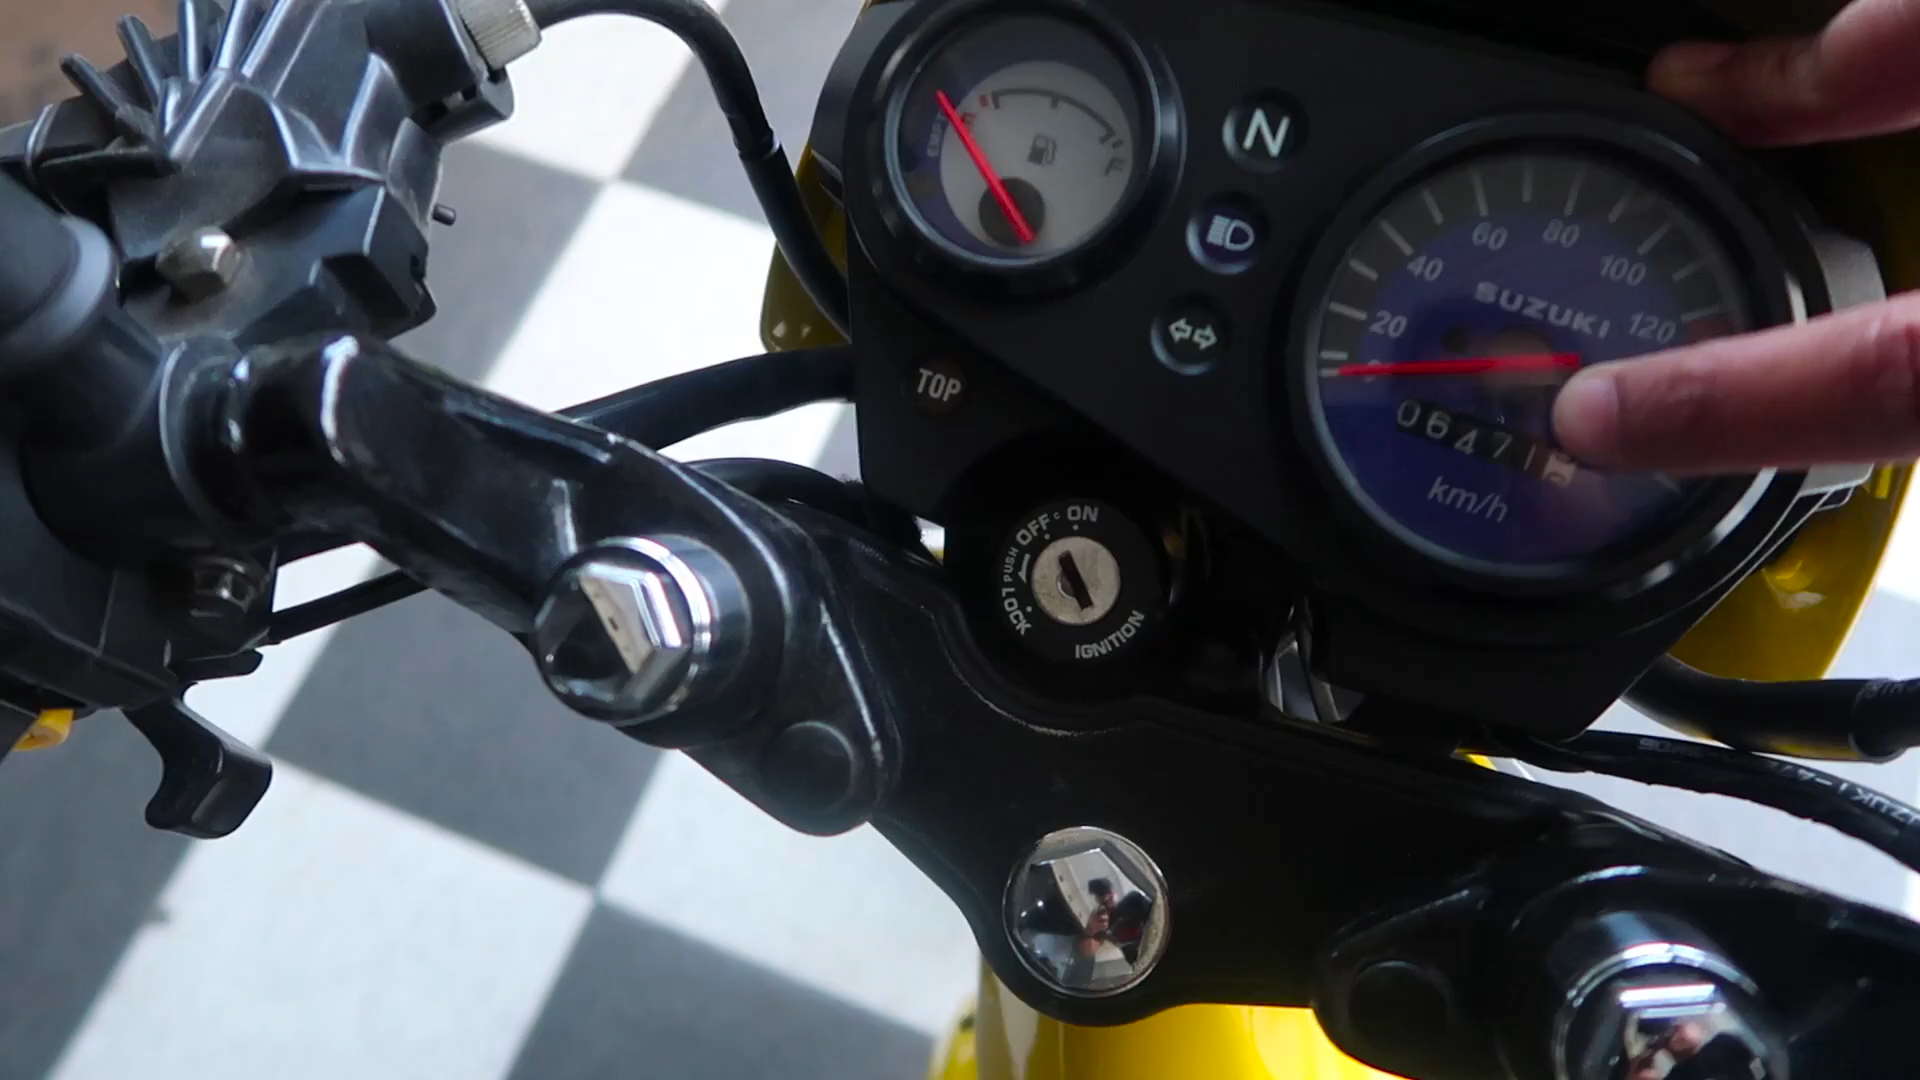 E
N
60
80
40
100
SUZUKI
20
120
TOP
06471
km/h
OFF
ON
PUSH
LOCK
IGNITION